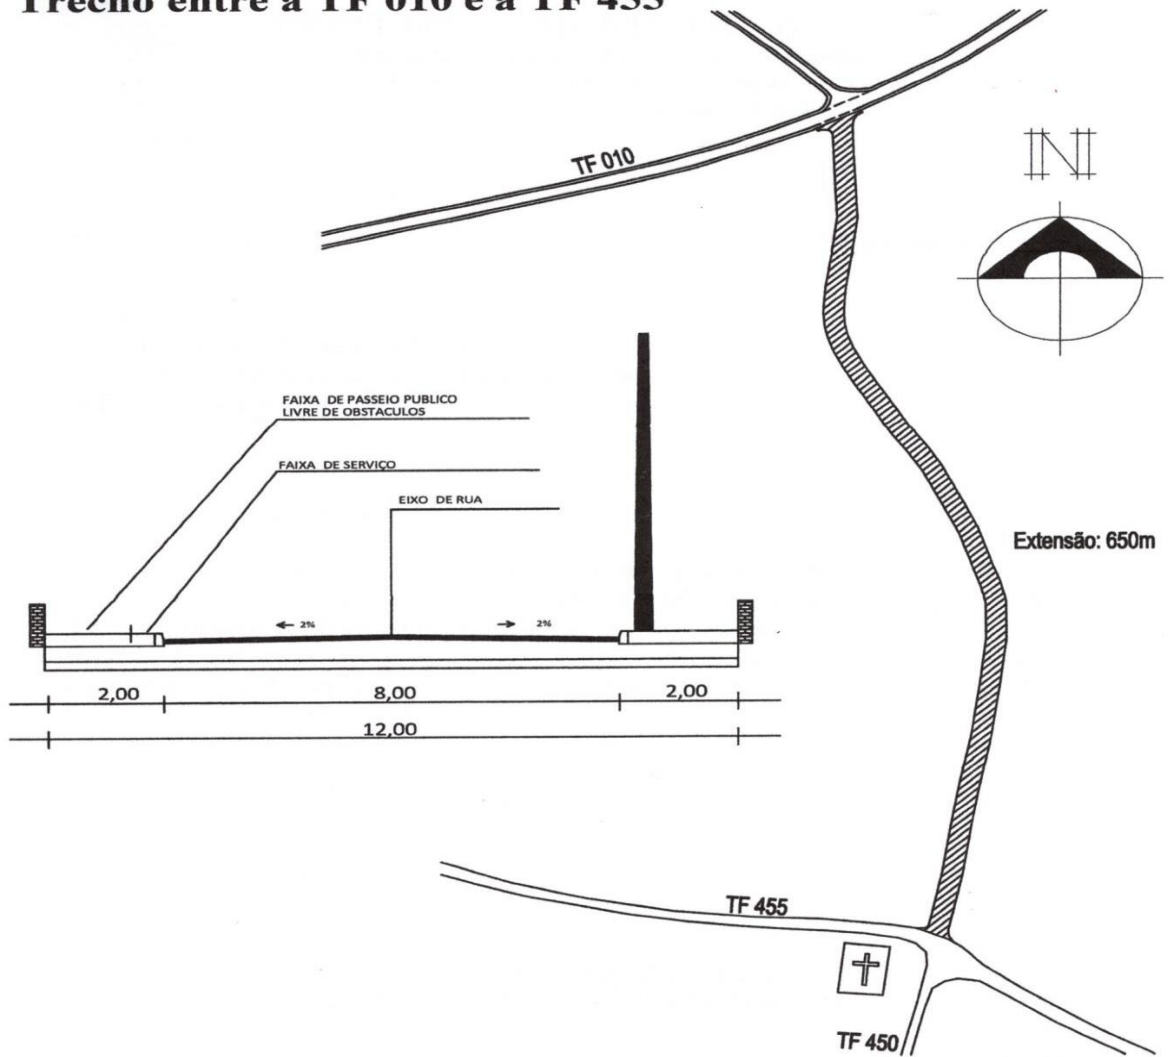 Trecho entre a TF 010 e a TF 455
TF 010
N
FAIXA DE PASSEIO PUBLICO
LIVRE DE OBSTACULOS
FAIXA DE SERVIÇO
EIXO DE RUA
Extensão: 650m
2%
2%
2,00
8,00
2,00
12,00
TF 455
TF 450